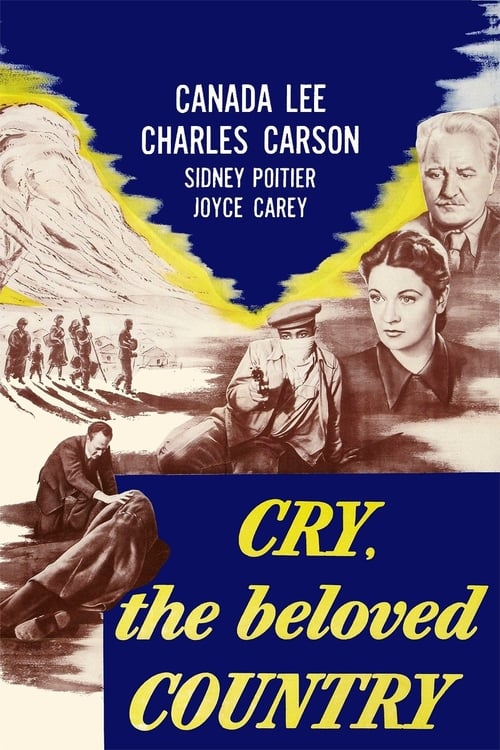 CANADA LEE
CHARLES CARSON
SIDNEY POITIER
JOYCE CAREY
CRY,
the beloved
COUNTRY